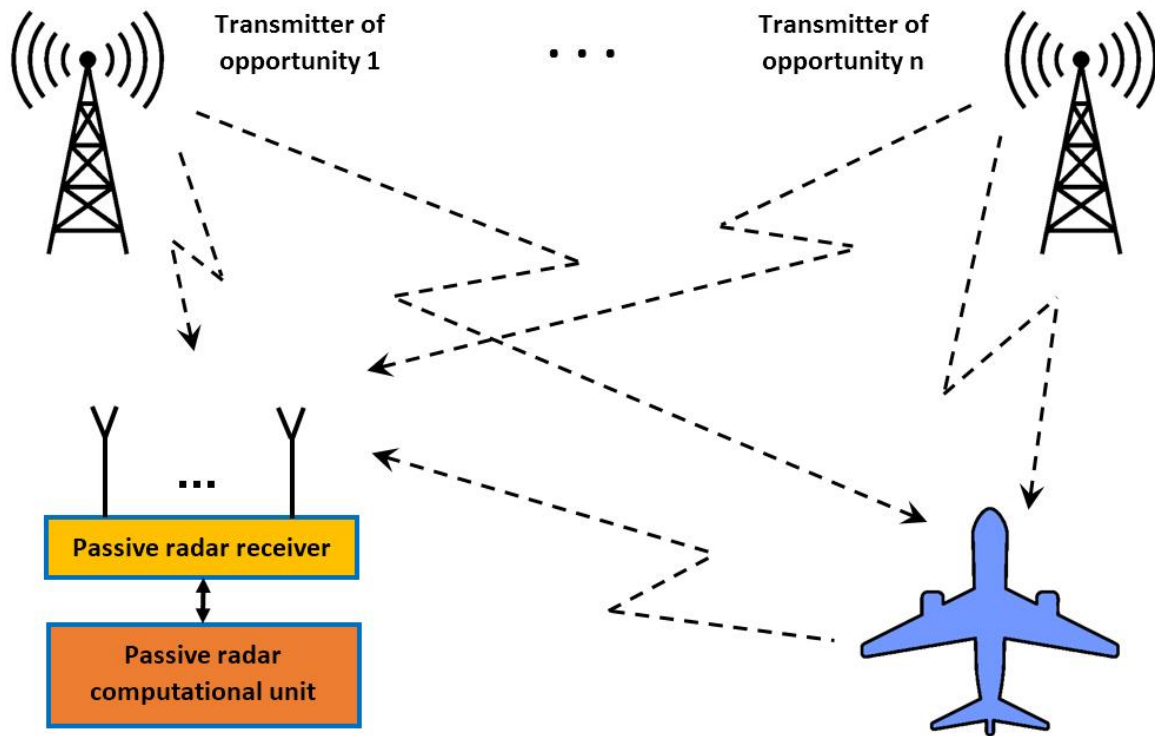 Transmitter of
opportunity 1
. . .
Transmitter of
opportunity n
...
Passive radar receiver
Passive radar
computational unit